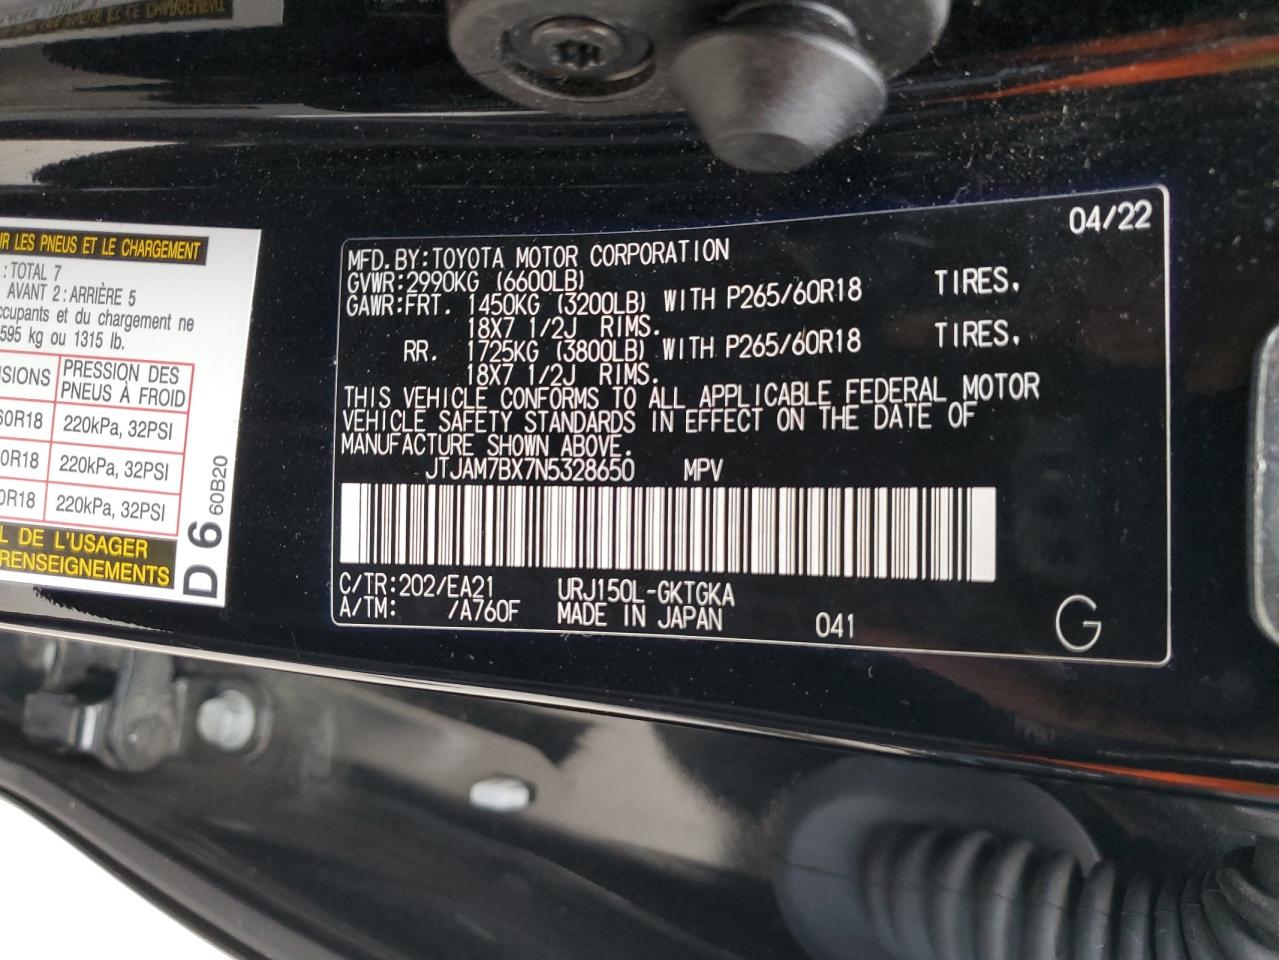 UR LES PNEUS ET LE CHARGEMENT
: TOTAL 7
AVANT 2 : ARRIÈRE 5
ccupants et du chargement ne
595 kg ou 1315 lb.
SIONS PRESSION DES
PNEUS À FROID
60R18 220kPa, 32PSI
0R18 220kPa, 32PSI
0R18 220kPa, 32PSI
L DE L'USAGER
RENSEIGNEMENTS
D 6 60B20
04/22
MFD. BY: TOYOTA MOTOR CORPORATION
GVWR: 2990KG (6600LB)
GAWR: FRT. 1450KG (3200LB) WITH P265/60R18 TIRES,
18X7 1/2J RIMS.
RR. 1725KG (3800LB) WITH P265/60R18 TIRES,
18X7 1/2J RIMS.
THIS VEHICLE CONFORMS TO ALL APPLICABLE FEDERAL MOTOR
VEHICLE SAFETY STANDARDS IN EFFECT ON THE DATE OF
MANUFACTURE SHOWN ABOVE.
JTJAM7BX7N5328650 MPV
C/TR: 202/EA21 URJ150L-GKTGKA
A/TM: /A760F MADE IN JAPAN 041 G